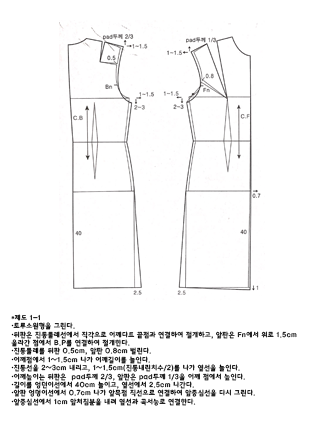 pad두께 2/3
1~1.5
0.5
Bn
1~1.5
2~3
C.B
40
2.5
pad두께 1/3
1~1.5
0.8
Fn
1~1.5
2~3
C.F
0.7
40
2.5
*제도 1-1
·토루소원형을 그린다.
·뒤판은 진동둘레선에서 직각으로 어깨다트 끝점과 연결하여 절개하고, 앞판은 Fn에서 위로 1.5cm
올라간 점에서 B.P를 연결하여 절개한다.
·진동둘레를 뒤판 0.5cm, 앞판 0.8cm 벌린다.
·어깨점에서 1~1.5cm 나가 어깨길이를 늘인다.
·진동선을 2~3cm 내리고, 1~1.5cm(진동내린치수/2)를 나가 옆선을 늘인다.
·어깨높이는 뒤판은 pad두께 2/3, 앞판은 pad두께 1/3을 어깨 점에서 높인다.
·길이를 엉덩이선에서 40cm 늘이고, 옆선에서 2.5cm 나간다.
·앞판 엉덩이선에서 0.7cm 나가 앞목점 직선으로 연결하여 앞중심선을 다시 그린다.
·앞중심선에서 1cm 앞처짐분을 내려 옆선과 곡서능로 연결한다.